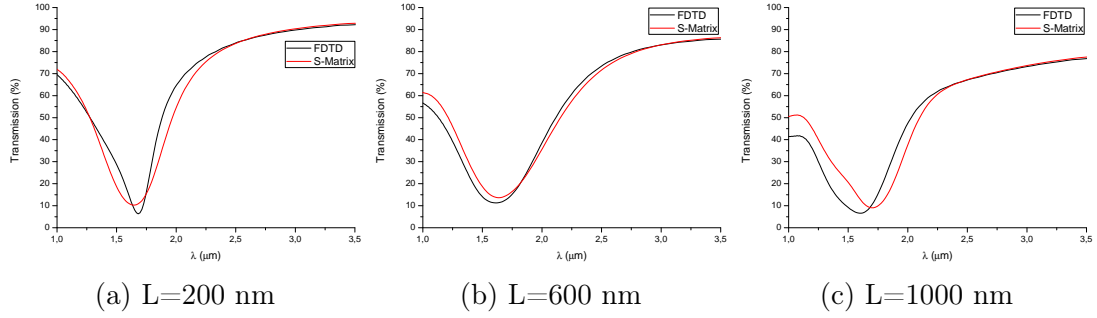 100
90
80
70
60
50
40
30
20
10
0
Transmission (%)
FDTD
S-Matrix
1,0 1,5 2,0 2,5 3,0 3,5
λ (μm)
(a) L=200 nm
100
90
80
70
60
50
40
30
20
10
0
Transmission (%)
FDTD
S-Matrix
1,0 1,5 2,0 2,5 3,0 3,5
λ (μm)
(b) L=600 nm
100
90
80
70
60
50
40
30
20
10
0
Transmission (%)
FDTD
S-Matrix
1,0 1,5 2,0 2,5 3,0 3,5
λ (μm)
(c) L=1000 nm